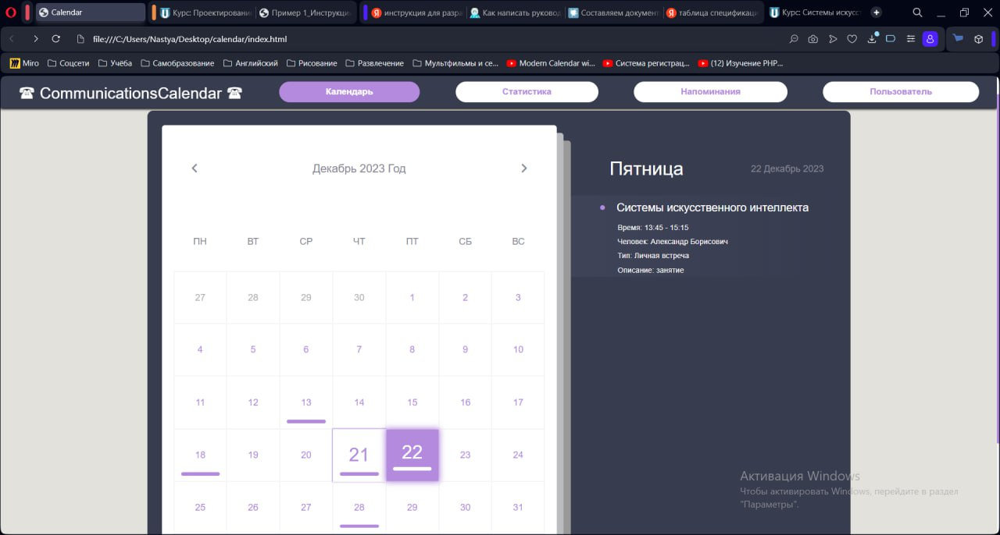 Calendar
Курс: Проектировани
Пример 1_Инструкци
инструкция для разра
Как написать руковод
Составляем документ
таблица спецификац
Курс: Системы искусс
file:///C:/Users/Nastya/Desktop/calendar/index.html
Miro Соцсети Учёба Самобразование Английский Рисование Развлечение Мультфильмы и се... Modern Calendar wi... Система регистрац... (12) Изучение PHP...
CommunicationsCalendar
Календарь Статистика Напоминания Пользователь
Декабрь 2023 Год
ПН ВТ СР ЧТ ПТ СБ ВС
27 28 29 30 1 2 3
4 5 6 7 8 9 10
11 12 13 14 15 16 17
18 19 20 21 22 23 24
25 26 27 28 29 30 31
Пятница 22 Декабрь 2023
Системы искусственного интеллекта
Время: 13:45 - 15:15
Человек: Александр Борисович
Тип: Личная встреча
Описание: занятие
Активация Windows
Чтобы активировать Windows, перейдите в раздел
"Параметры".